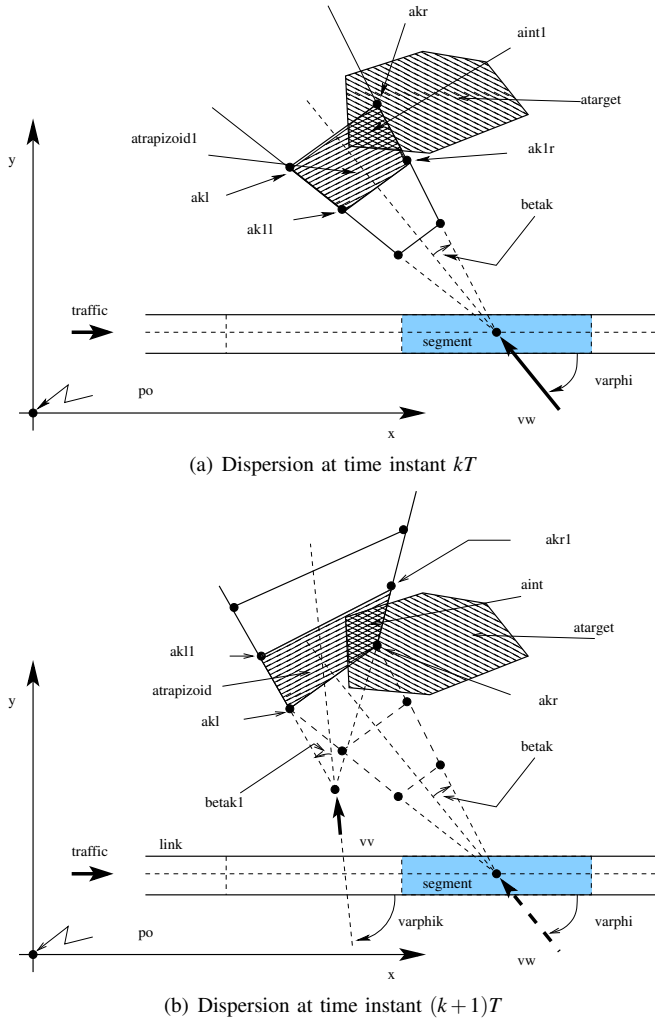 akr
aint1
atarget
atrapizoid1
ak1r
akl
ak11
betak
y
traffic
segment
varphi
po
vw
x
(a) Dispersion at time instant kT
akr1
aint
akl1
atarget
atrapizoid
akl
akr
y
betak
betak1
link
vv
traffic
segment
varphik
varphi
po
vw
x
(b) Dispersion at time instant (k+1)T